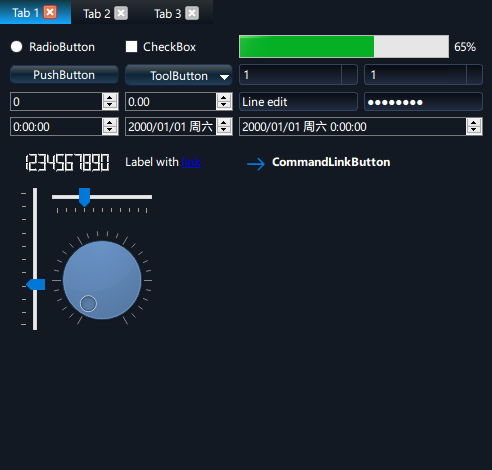 Tab 1 Tab 2 Tab 3
RadioButton CheckBox 65%
PushButton ToolButton 1 1
0 0.00 Line edit ●●●●●●●●
0:00:00 2000/01/01 周六 2000/01/01 周六 0:00:00
1234567890 Label with link CommandLinkButton